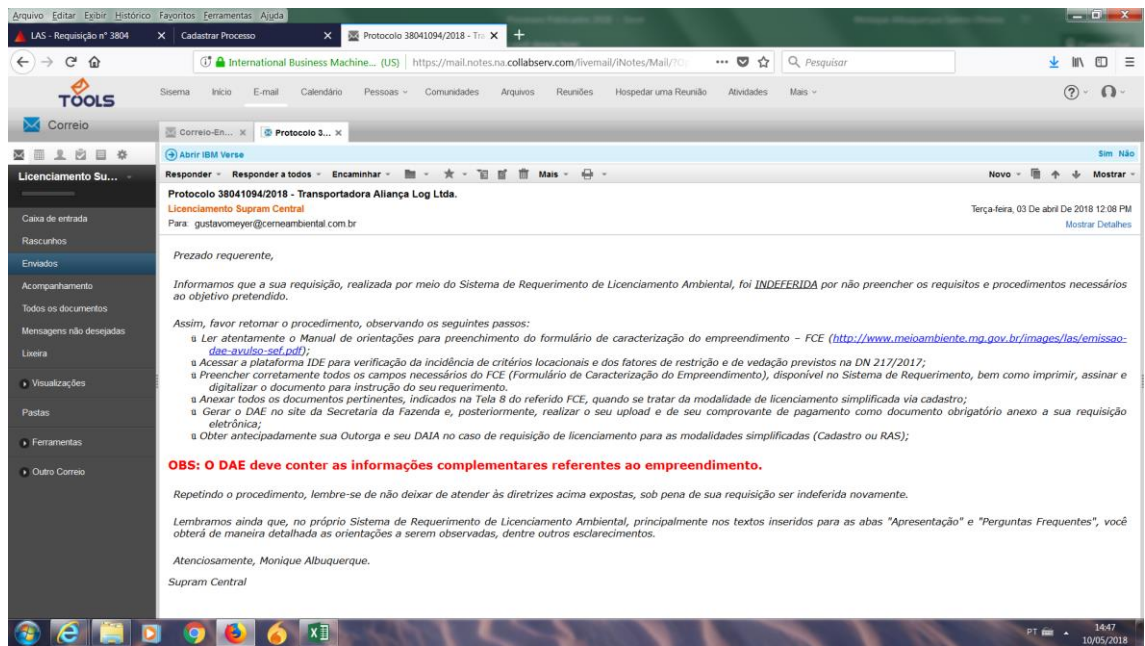 Arquivo Editar Exibir Histórico Favoritos Ferramentas Ajuda
LAS - Requisição nº 3804 X Cadastrar Processo X Protocolo 38041094/2018 - Tra X +
International Business Machine... (US) https://mail.notes.na.collabserv.com/livemail/iNotes/Mail/ ... Pesquisar
TOOLS Sisema Início E-mail Calendário Pessoas Comunidades Arquivos Reuniões Hospedar uma Reunião Atividades Mais
Correio Correio-En... X Protocolo 3... X
Abrir IBM Verse Sim Não
Licenciamento Su... Responder Responder a todos Encaminhar Mais Novo Mostrar
Protocolo 38041094/2018 - Transportadora Aliança Log Ltda.
Licenciamento Supram Central Terça-feira, 03 De abril De 2018 12:08 PM
Para: gustavomeyer@cerneambiental.com.br Mostrar Detalhes
Caixa de entrada
Rascunhos
Enviados
Acompanhamento
Todos os documentos
Mensagens não desejadas
Lixeira
Visualizações
Pastas
Ferramentas
Outro Correio
Prezado requerente,
Informamos que a sua requisição, realizada por meio do Sistema de Requerimento de Licenciamento Ambiental, foi INDEFERIDA por não preencher os requisitos e procedimentos necessários
ao objetivo pretendido.
Assim, favor retomar o procedimento, observando os seguintes passos:
Ler atentamente o Manual de orientações para preenchimento do formulário de caracterização do empreendimento – FCE (http://www.meioambiente.mg.gov.br/images/las/emissao-
dae-avulso-sef.pdf);
Acessar a plataforma IDE para verificação da incidência de critérios locacionais e dos fatores de restrição e de vedação previstos na DN 217/2017;
Preencher corretamente todos os campos necessários do FCE (Formulário de Caracterização do Empreendimento), disponível no Sistema de Requerimento, bem como imprimir, assinar e
digitalizar o documento para instrução do seu requerimento.
Anexar todos os documentos pertinentes, indicados na Tela 8 do referido FCE, quando se tratar da modalidade de licenciamento simplificada via cadastro;
Gerar o DAE no site da Secretaria da Fazenda e, posteriormente, realizar o seu upload e de seu comprovante de pagamento como documento obrigatório anexo a sua requisição
eletrônica;
Obter antecipadamente sua Outorga e seu DAIA no caso de requisição de licenciamento para as modalidades simplificadas (Cadastro ou RAS);
OBS: O DAE deve conter as informações complementares referentes ao empreendimento.
Repetindo o procedimento, lembre-se de não deixar de atender às diretrizes acima expostas, sob pena de sua requisição ser indeferida novamente.
Lembramos ainda que, no próprio Sistema de Requerimento de Licenciamento Ambiental, principalmente nos textos inseridos para as abas "Apresentação" e "Perguntas Frequentes", você
obterá de maneira detalhada as orientações a serem observadas, dentre outros esclarecimentos.
Atenciosamente, Monique Albuquerque.
Supram Central
PT 14:47
10/05/2018